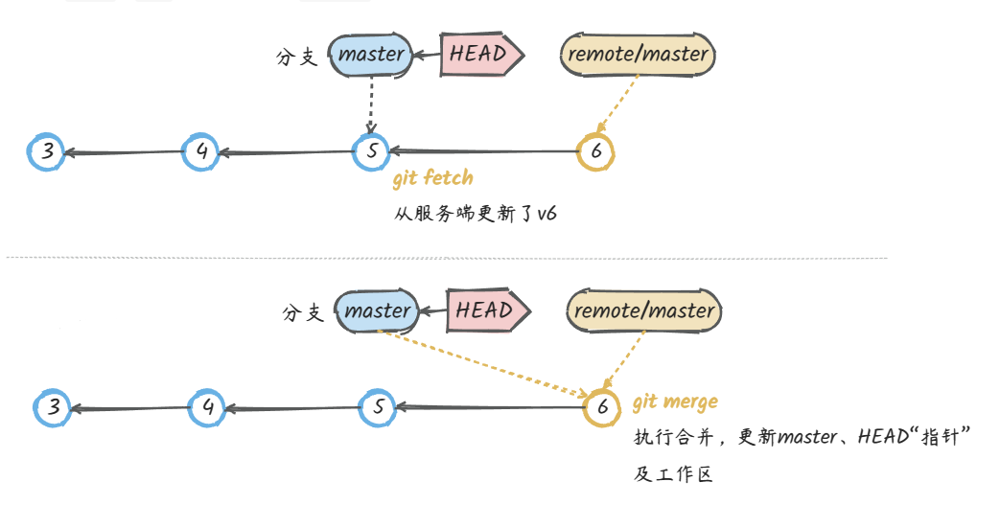 分支 master HEAD remote/master
3 4 5 6
git fetch
从服务端更新了v6
分支 master HEAD remote/master
3 4 5 6 git merge
执行合并，更新master、HEAD“指针”
及工作区